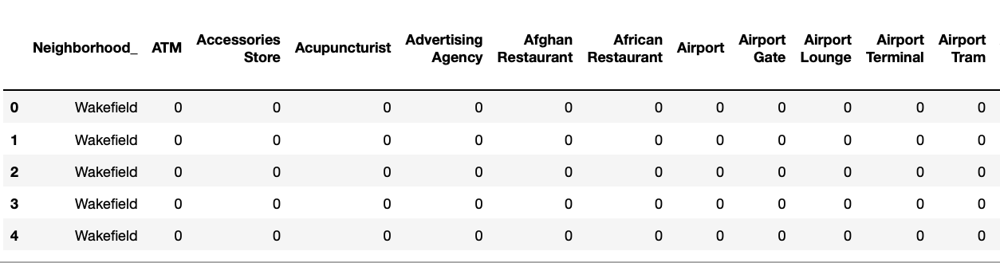 Neighborhood_ ATM Accessories Store Acupuncturist Advertising Agency Afghan Restaurant African Restaurant Airport Airport Gate Airport Lounge Airport Terminal Airport Tram
0 Wakefield 0 0 0 0 0 0 0 0 0 0 0
1 Wakefield 0 0 0 0 0 0 0 0 0 0 0
2 Wakefield 0 0 0 0 0 0 0 0 0 0 0
3 Wakefield 0 0 0 0 0 0 0 0 0 0 0
4 Wakefield 0 0 0 0 0 0 0 0 0 0 0